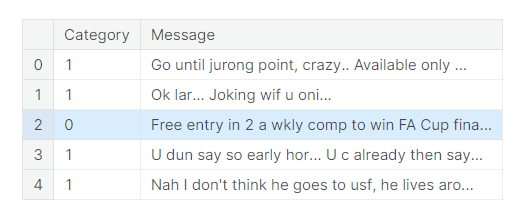 Category Message
0 1 Go until jurong point, crazy.. Available only ...
1 1 Ok lar... Joking wif u oni...
2 0 Free entry in 2 a wkly comp to win FA Cup fina...
3 1 U dun say so early hor... U c already then say...
4 1 Nah I don't think he goes to usf, he lives aro...